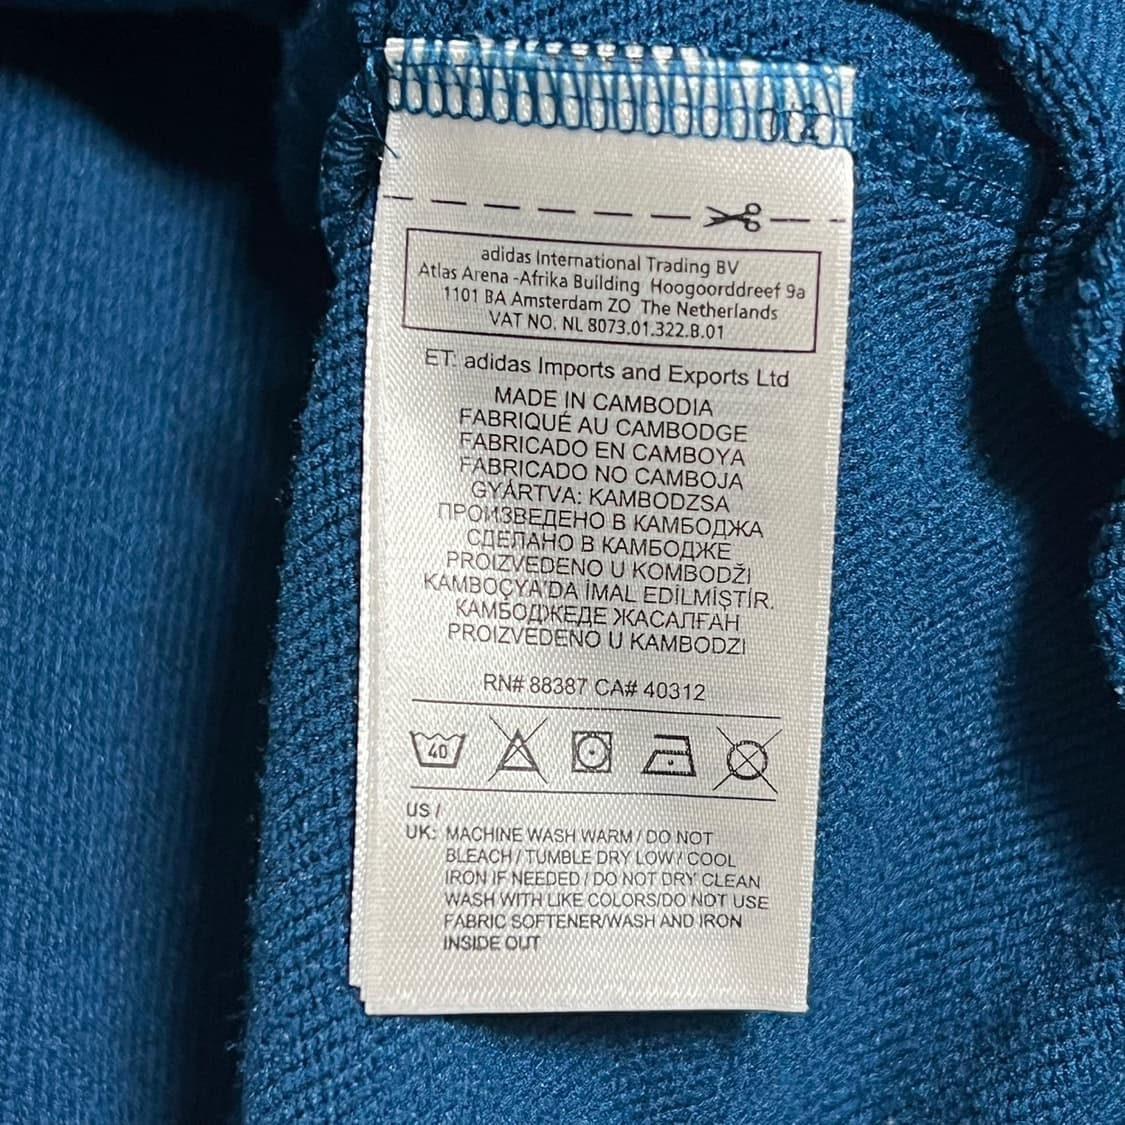 adidas International Trading BV
Atlas Arena -Afrika Building Hoogoorddreef 9a
1101 BA Amsterdam ZO The Netherlands
VAT NO. NL 8073.01.322.B.01
ET: adidas Imports and Exports Ltd
MADE IN CAMBODIA
FABRIQUÉ AU CAMBODGE
FABRICADO EN CAMBOYA
FABRICADO NO CAMBOJA
GYÁRTVA: KAMBODZSA
ПРОИЗВЕДЕНО В КАМБОДЖА
СДЕЛАНО В КАМБОДЖЕ
PROIZVEDENO U KOMBODŽI
KAMBOÇYA'DA İMAL EDİLMİŞTİR.
КАМБОДЖЕДЕ ЖАСАЛҒАН
PROIZVEDENO U KAMBODZI
RN# 88387 CA# 40312
40
US /
UK: MACHINE WASH WARM / DO NOT
BLEACH / TUMBLE DRY LOW / COOL
IRON IF NEEDED / DO NOT DRY CLEAN
WASH WITH LIKE COLORS/DO NOT USE
FABRIC SOFTENER/WASH AND IRON
INSIDE OUT